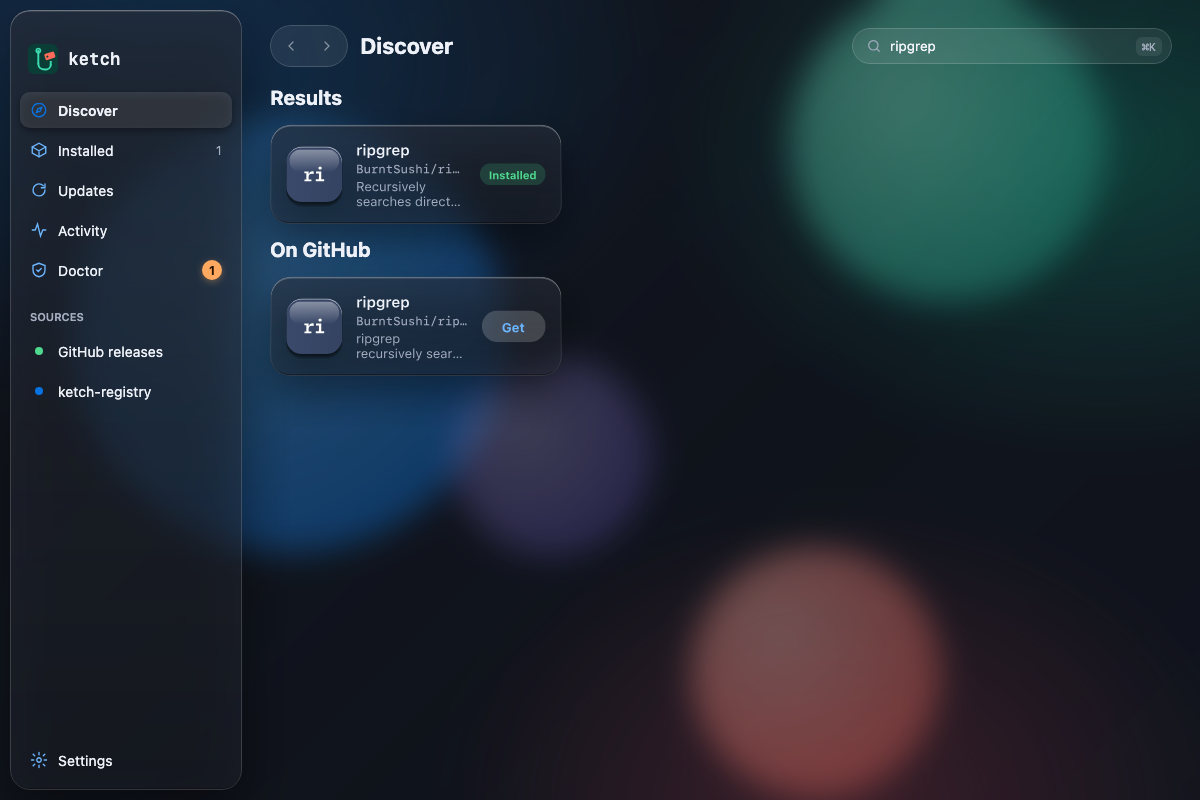 ketch
Discover
Installed 1
Updates
Activity
Doctor 1
SOURCES
GitHub releases
ketch-registry
Settings
Discover
ripgrep ⌘K
Results
ri
ripgrep
BurntSushi/ri…
Recursively
searches direct…
Installed
On GitHub
ri
ripgrep
BurntSushi/rip…
ripgrep
recursively sear…
Get